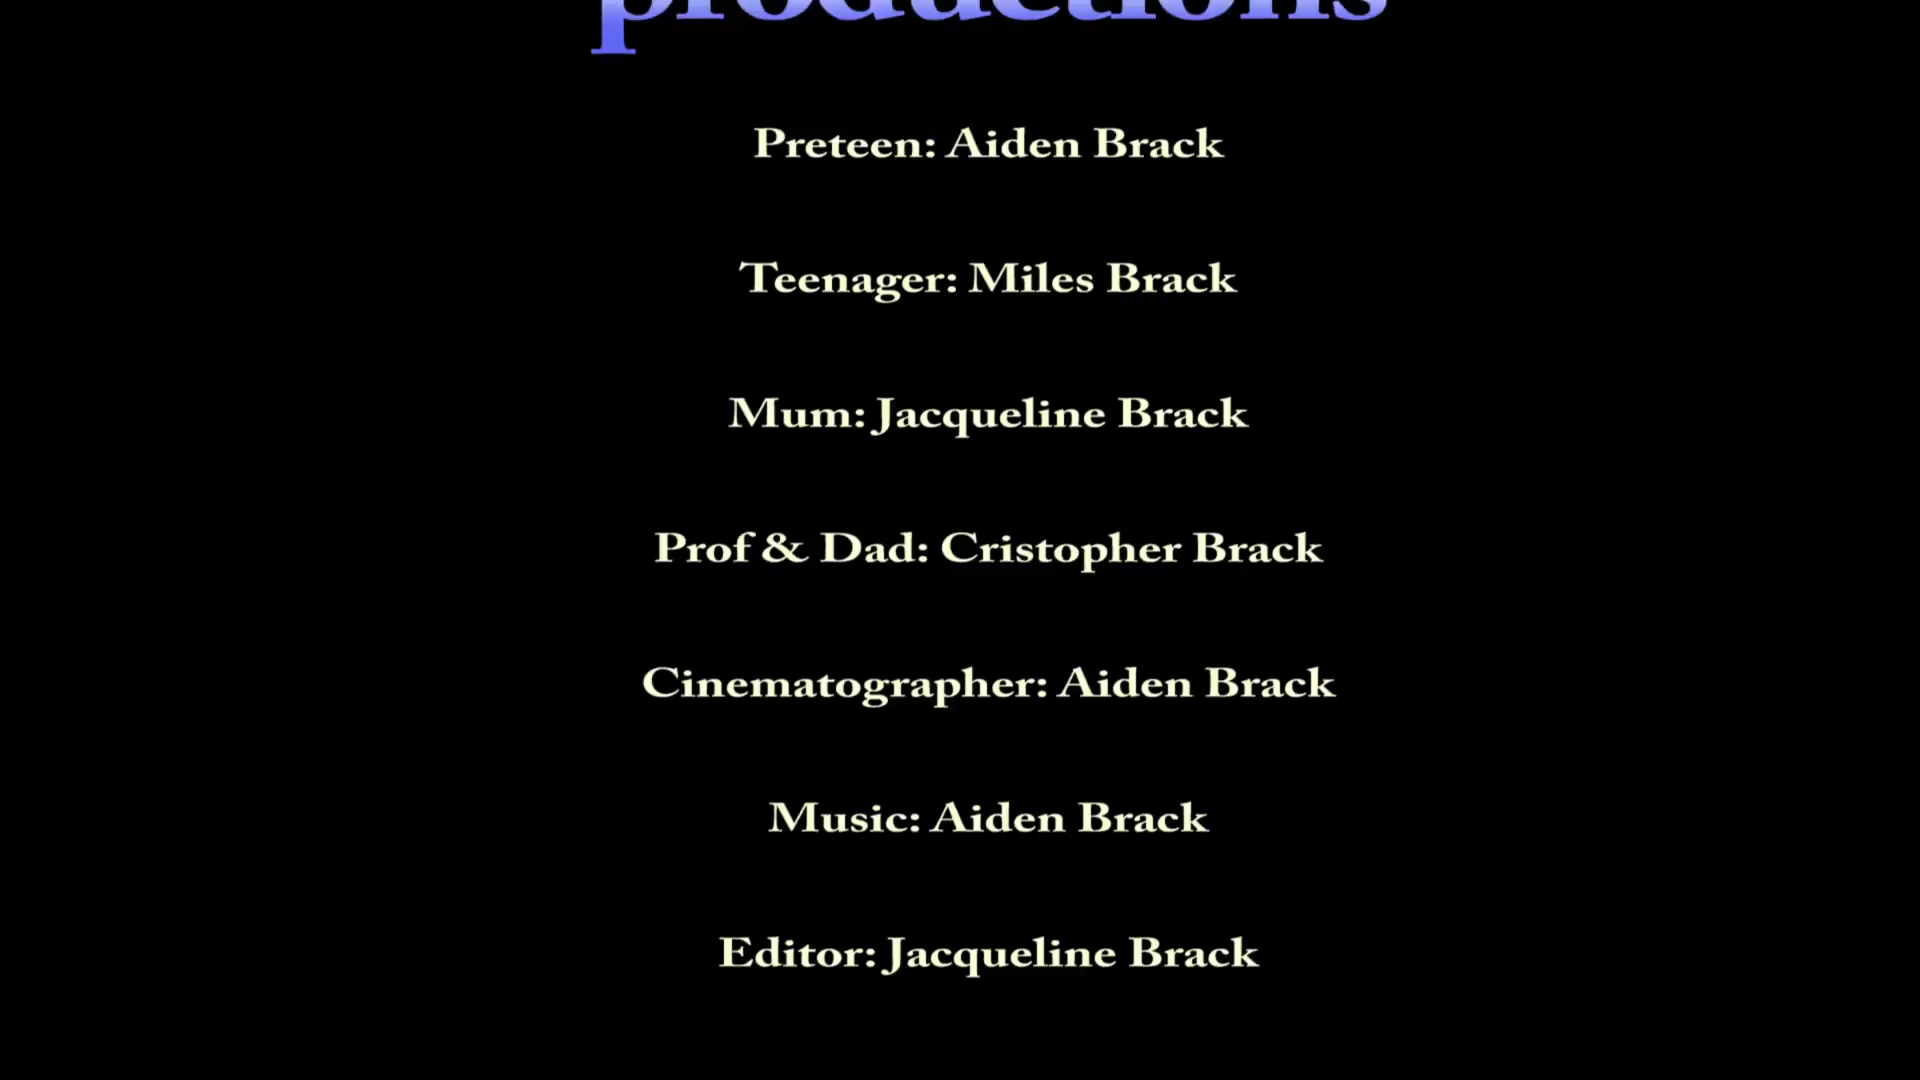 productions
Preteen: Aiden Brack
Teenager: Miles Brack
Mum: Jacqueline Brack
Prof & Dad: Cristopher Brack
Cinematographer: Aiden Brack
Music: Aiden Brack
Editor: Jacqueline Brack